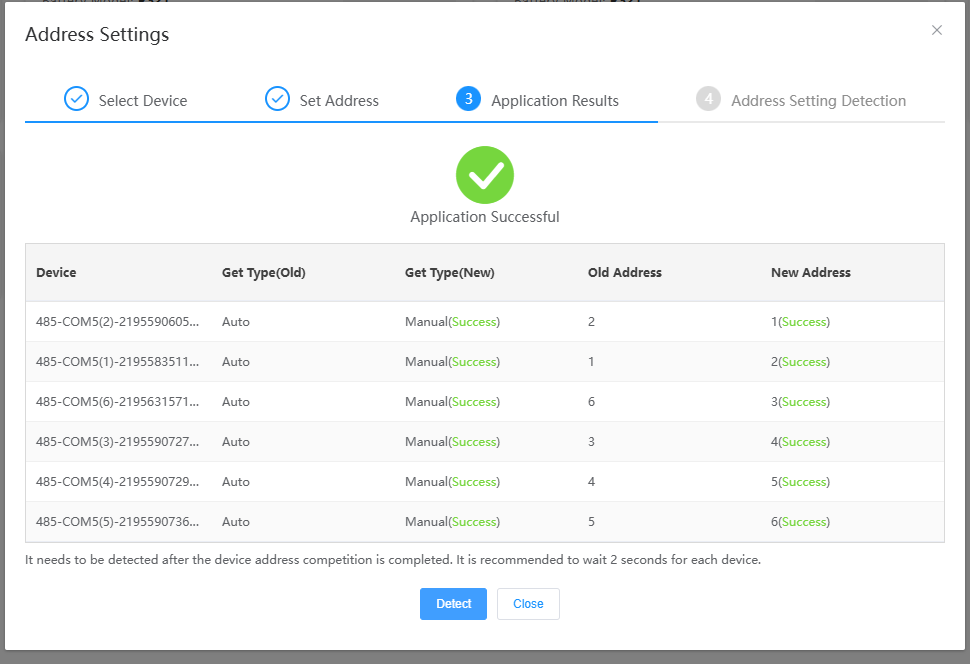 Address Settings
Select Device
Set Address
3 Application Results
4 Address Setting Detection
Application Successful
Device Get Type(Old) Get Type(New) Old Address New Address
485-COM5(2)-2195590605... Auto Manual(Success) 2 1(Success)
485-COM5(1)-2195583511... Auto Manual(Success) 1 2(Success)
485-COM5(6)-2195631571... Auto Manual(Success) 6 3(Success)
485-COM5(3)-2195590727... Auto Manual(Success) 3 4(Success)
485-COM5(4)-2195590729... Auto Manual(Success) 4 5(Success)
485-COM5(5)-2195590736... Auto Manual(Success) 5 6(Success)
It needs to be detected after the device address competition is completed. It is recommended to wait 2 seconds for each device.
Detect Close